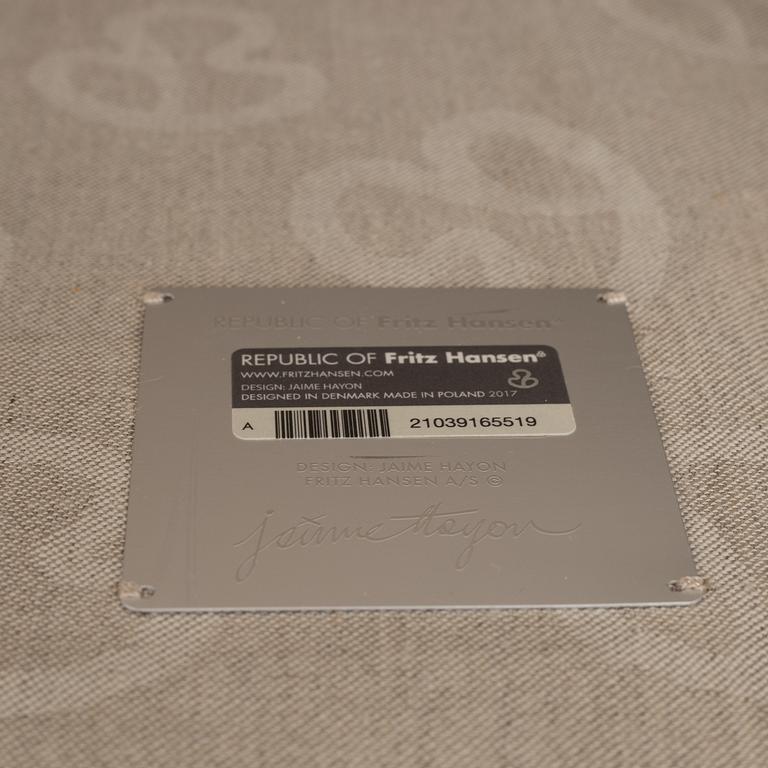 REPUBLIC OF Fritz Hansen®
REPUBLIC OF Fritz Hansen®
WWW.FRITZHANSEN.COM
DESIGN: JAIME HAYON
DESIGNED IN DENMARK MADE IN POLAND 2017
A 21039165519
DESIGN: JAIME HAYON
FRITZ HANSEN A/S ©
jaime Hayon